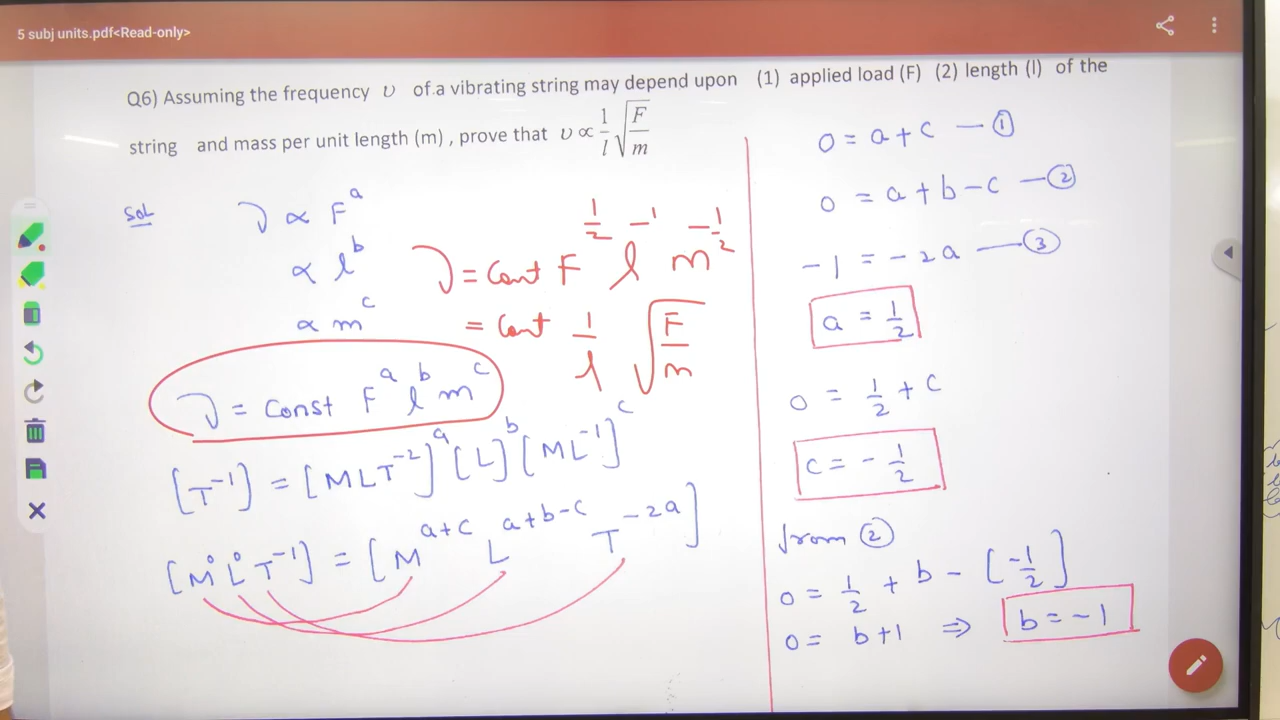 5 subj units.pdf<Read-only>
Q6) Assuming the frequency υ of a vibrating string may depend upon (1) applied load (F) (2) length (l) of the
string and mass per unit length (m) , prove that υ ∝ 1/l √(F/m)
Sol
ν ∝ F^a
∝ l^b
∝ m^c
ν = Const F^a l^b m^c
[T^-1] = [MLT^-2]^a [L]^b [ML^-1]^c
[M^0 L^0 T^-1] = [M^(a+c) L^(a+b-c) T^(-2a)]
ν = Const F^(1/2) l^(-1) m^(-1/2)
= Const 1/l √(F/m)
0 = a + c — ①
0 = a + b - c — ②
-1 = -2a — ③
a = 1/2
0 = 1/2 + c
c = - 1/2
from ②
0 = 1/2 + b - [-1/2]
0 = b+1 ⇒ b = -1